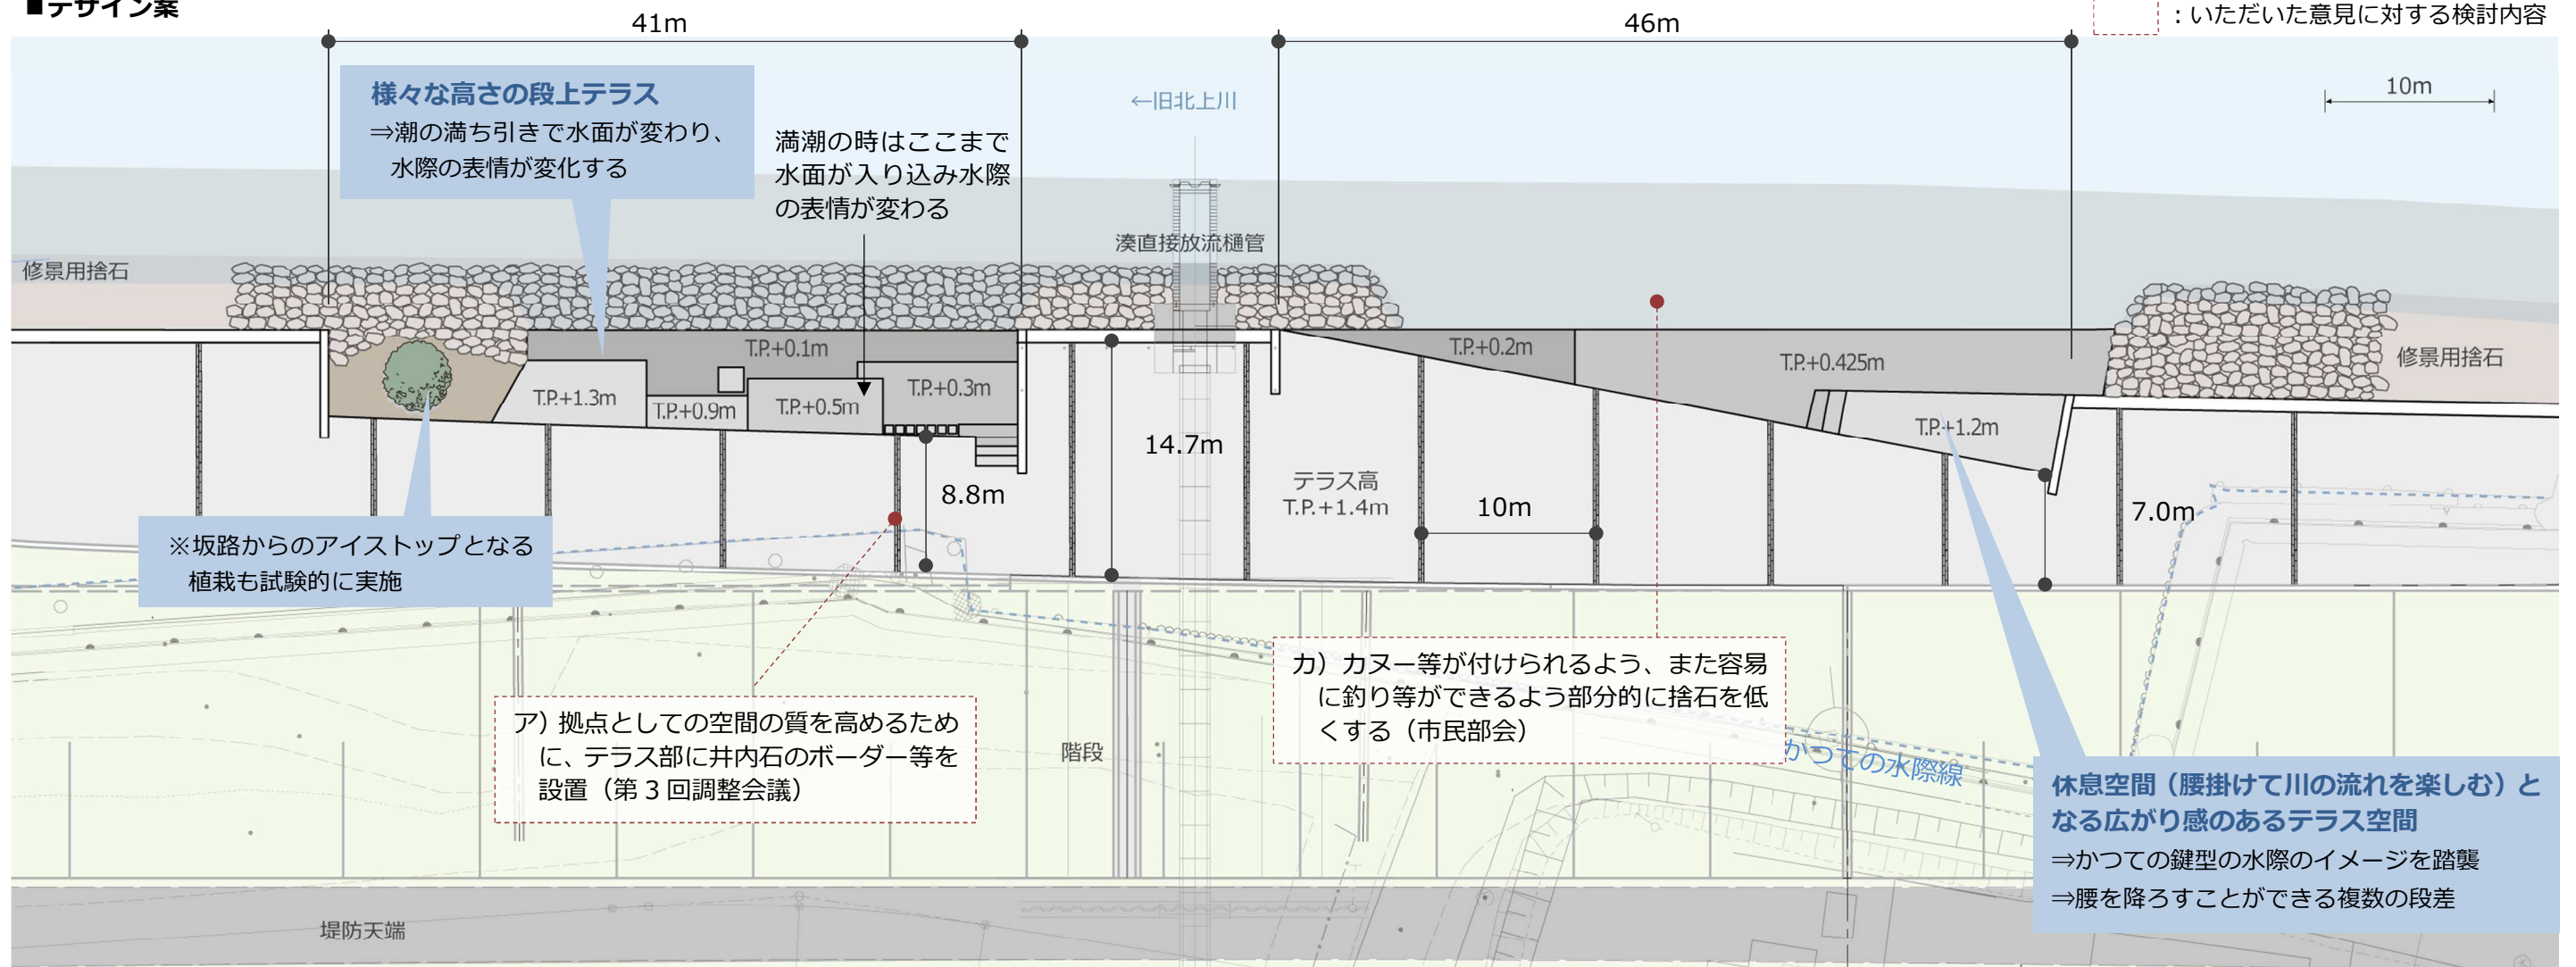 ■デザイン案
：いただいた意見に対する検討内容
41m
46m
10m
様々な高さの段上テラス
⇒潮の満ち引きで水面が変わり、
水際の表情が変化する
満潮の時はここまで
水面が入り込み水際
の表情が変わる
←旧北上川
湊直接放流樋管
修景用捨石
修景用捨石
T.P.+0.1m
T.P.+1.3m
T.P.+0.9m
T.P.+0.5m
T.P.+0.3m
T.P.+0.2m
T.P.+0.425m
T.P.+1.2m
14.7m
8.8m
テラス高
T.P.+1.4m
10m
7.0m
※坂路からのアイストップとなる
植栽も試験的に実施
ア）拠点としての空間の質を高めるため
に、テラス部に井内石のボーダー等を
設置（第３回調整会議）
カ）カヌー等が付けられるよう、また容易
に釣り等ができるよう部分的に捨石を低
くする（市民部会）
階段
かつての水際線
休息空間（腰掛けて川の流れを楽しむ）と
なる広がり感のあるテラス空間
⇒かつての鍵型の水際のイメージを踏襲
⇒腰を降ろすことができる複数の段差
堤防天端